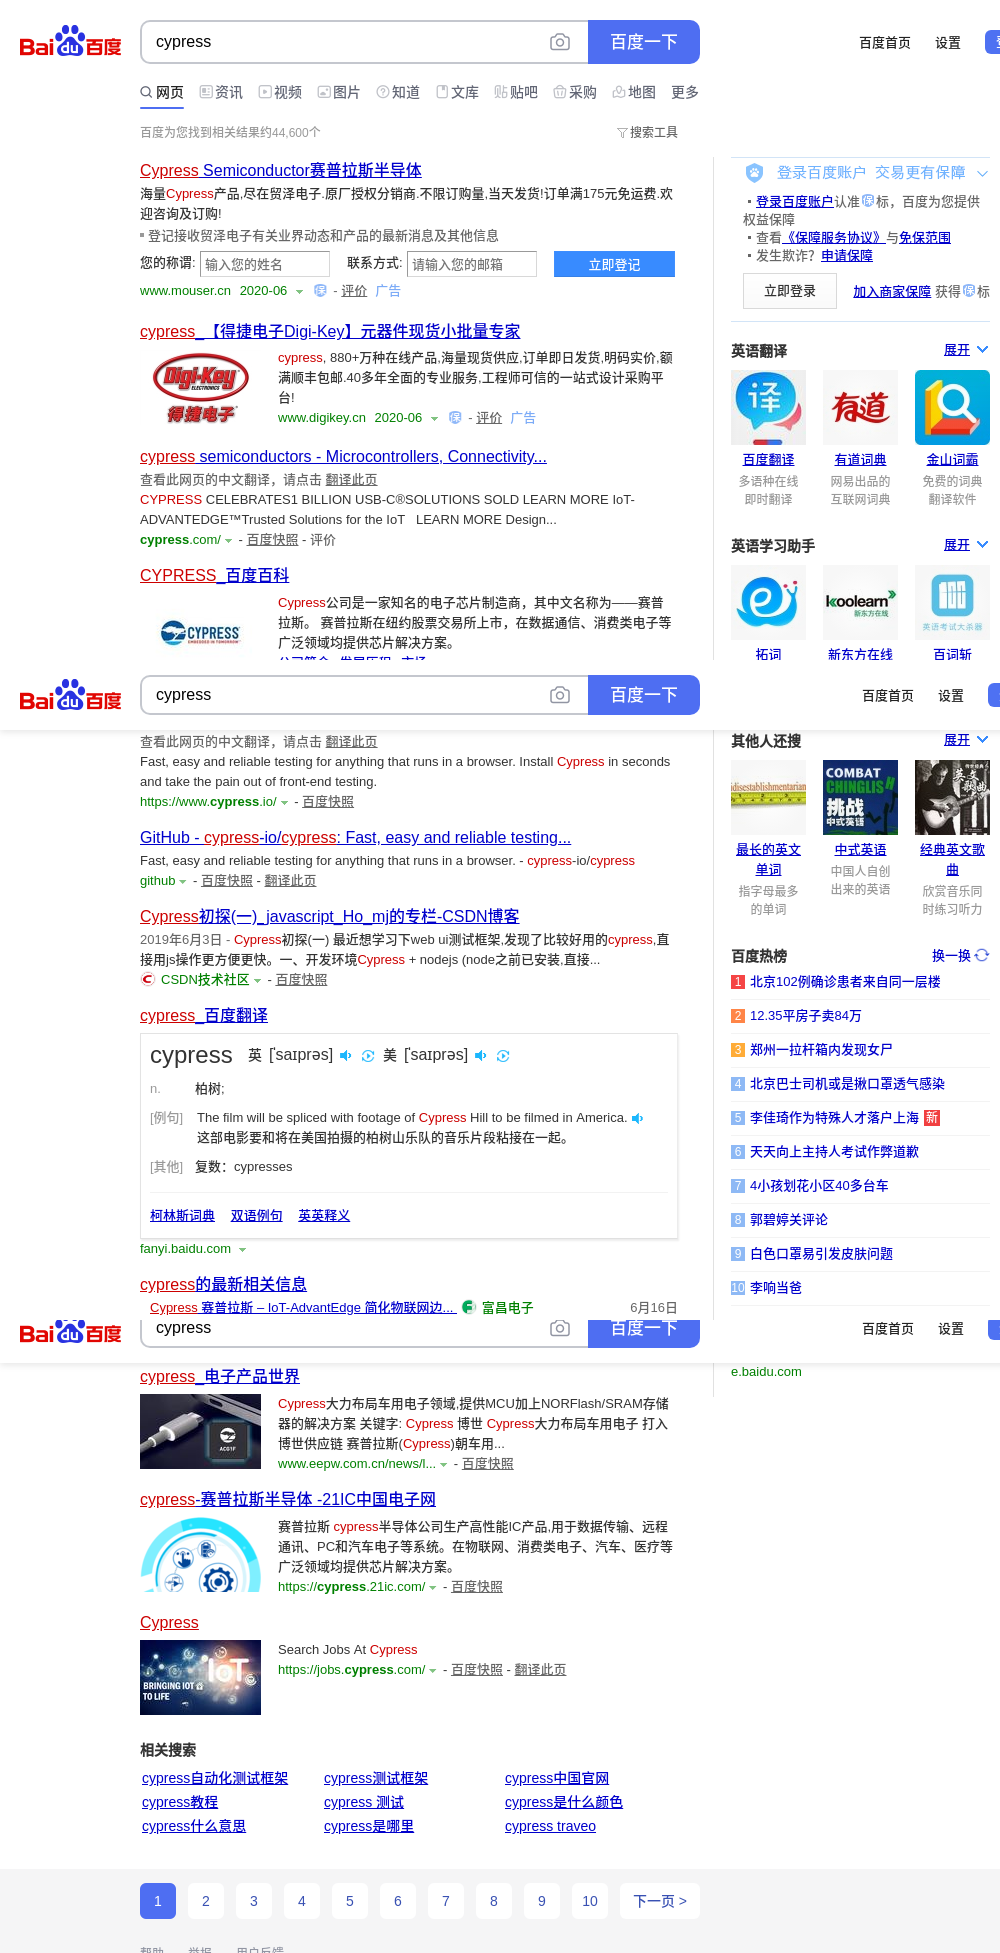 Bai du 百度
cypress
百度一下
百度首页 设置
网页 资讯 视频 图片 知道 文库 贴吧 采购 地图 更多
百度为您找到相关结果约44,600个
搜索工具
Cypress Semiconductor赛普拉斯半导体
海量Cypress产品,尽在贸泽电子.原厂授权分销商.不限订购量,当天发货!订单满175元免运费.欢
迎咨询及订购!
登记接收贸泽电子有关业界动态和产品的最新消息及其他信息
您的称谓: 输入您的姓名 联系方式: 请输入您的邮箱 立即登记
www.mouser.cn 2020-06 保 - 评价 广告
cypress_【得捷电子Digi-Key】元器件现货小批量专家
Digi-Key
ELECTRONICS
得捷电子
cypress, 880+万种在线产品,海量现货供应,订单即日发货,明码实价,额
满顺丰包邮.40多年全面的专业服务,工程师可信的一站式设计采购平
台!
www.digikey.cn 2020-06 保 - 评价 广告
cypress semiconductors - Microcontrollers, Connectivity...
查看此网页的中文翻译，请点击 翻译此页
CYPRESS CELEBRATES1 BILLION USB-C®SOLUTIONS SOLD LEARN MORE IoT-
ADVANTEDGE™Trusted Solutions for the IoT LEARN MORE Design...
cypress.com/ - 百度快照 - 评价
CYPRESS_百度百科
CYPRESS
EMBEDDED IN TOMORROW
Cypress公司是一家知名的电子芯片制造商，其中文名称为——赛普
拉斯。 赛普拉斯在纽约股票交易所上市，在数据通信、消费类电子等
广泛领域均提供芯片解决方案。
登录百度账户 交易更有保障
登录百度账户认准保标，百度为您提供
权益保障
查看《保障服务协议》与免保范围
发生欺诈？申请保障
立即登录
加入商家保障 获得保标
英语翻译 展开
译
有道
百度翻译 有道词典 金山词霸
多语种在线 网易出品的 免费的词典
即时翻译 互联网词典 翻译软件
英语学习助手 展开
koolearn
新东方在线
100
英语考试大杀器
拓词 新东方在线 百词斩
Bai du 百度
cypress
百度一下
百度首页 设置
查看此网页的中文翻译，请点击 翻译此页
Fast, easy and reliable testing for anything that runs in a browser. Install Cypress in seconds
and take the pain out of front-end testing.
https://www.cypress.io/ - 百度快照
GitHub - cypress-io/cypress: Fast, easy and reliable testing...
Fast, easy and reliable testing for anything that runs in a browser. - cypress-io/cypress
github - 百度快照 - 翻译此页
Cypress初探(一)_javascript_Ho_mj的专栏-CSDN博客
2019年6月3日 - Cypress初探(一) 最近想学习下web ui测试框架,发现了比较好用的cypress,直
接用js操作更方便更快。一、开发环境Cypress + nodejs (node之前已安装,直接...
CSDN技术社区 - 百度快照
cypress_百度翻译
cypress 英 [ˈsaɪprəs] 美 [ˈsaɪprəs]
n. 柏树;
[例句] The film will be spliced with footage of Cypress Hill to be filmed in America.
这部电影要和将在美国拍摄的柏树山乐队的音乐片段粘接在一起。
[其他] 复数：cypresses
柯林斯词典 双语例句 英英释义
fanyi.baidu.com
cypress的最新相关信息
Cypress 赛普拉斯 – IoT-AdvantEdge 简化物联网边... 富昌电子 6月16日
其他人还搜 展开
idisestablishmentarian
COMBAT
CHINGLISH
挑战
中式英语
英文
歌曲
最长的英文 中式英语 经典英文歌
单词 曲
指字母最多 中国人自创 欣赏音乐同
的单词 出来的英语 时练习听力
百度热榜 换一换
1 北京102例确诊患者来自同一层楼
2 12.35平房子卖84万
3 郑州一拉杆箱内发现女尸
4 北京巴士司机或是揪口罩透气感染
5 李佳琦作为特殊人才落户上海 新
6 天天向上主持人考试作弊道歉
7 4小孩划花小区40多台车
8 郭碧婷关评论
9 白色口罩易引发皮肤问题
10 李响当爸
Bai du 百度
cypress
百度一下
百度首页 设置
e.baidu.com
cypress_电子产品世界
ACG1F
Cypress大力布局车用电子领域,提供MCU加上NORFlash/SRAM存储
器的解决方案 关键字: Cypress 博世 Cypress大力布局车用电子 打入
博世供应链 赛普拉斯(Cypress)朝车用...
www.eepw.com.cn/news/l... - 百度快照
cypress-赛普拉斯半导体 -21IC中国电子网
赛普拉斯 cypress半导体公司生产高性能IC产品,用于数据传输、远程
通讯、PC和汽车电子等系统。在物联网、消费类电子、汽车、医疗等
广泛领域均提供芯片解决方案。
https://cypress.21ic.com/ - 百度快照
Cypress
IoT
BRINGING IOT
TO LIFE
Search Jobs At Cypress
https://jobs.cypress.com/ - 百度快照 - 翻译此页
相关搜索
cypress自动化测试框架 cypress测试框架 cypress中国官网
cypress教程 cypress 测试 cypress是什么颜色
cypress什么意思 cypress是哪里 cypress traveo
1 2 3 4 5 6 7 8 9 10 下一页 >
帮助 举报 用户反馈